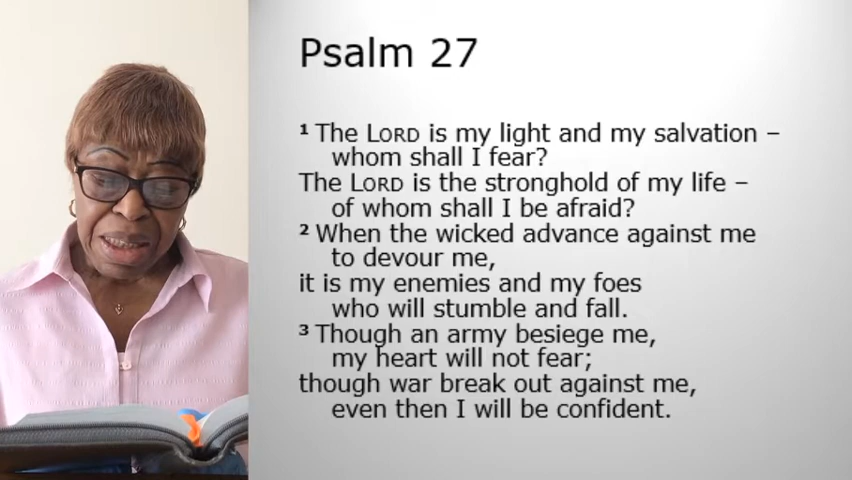 Psalm 27
¹ The LORD is my light and my salvation –
whom shall I fear?
The LORD is the stronghold of my life –
of whom shall I be afraid?
² When the wicked advance against me
to devour me,
it is my enemies and my foes
who will stumble and fall.
³ Though an army besiege me,
my heart will not fear;
though war break out against me,
even then I will be confident.